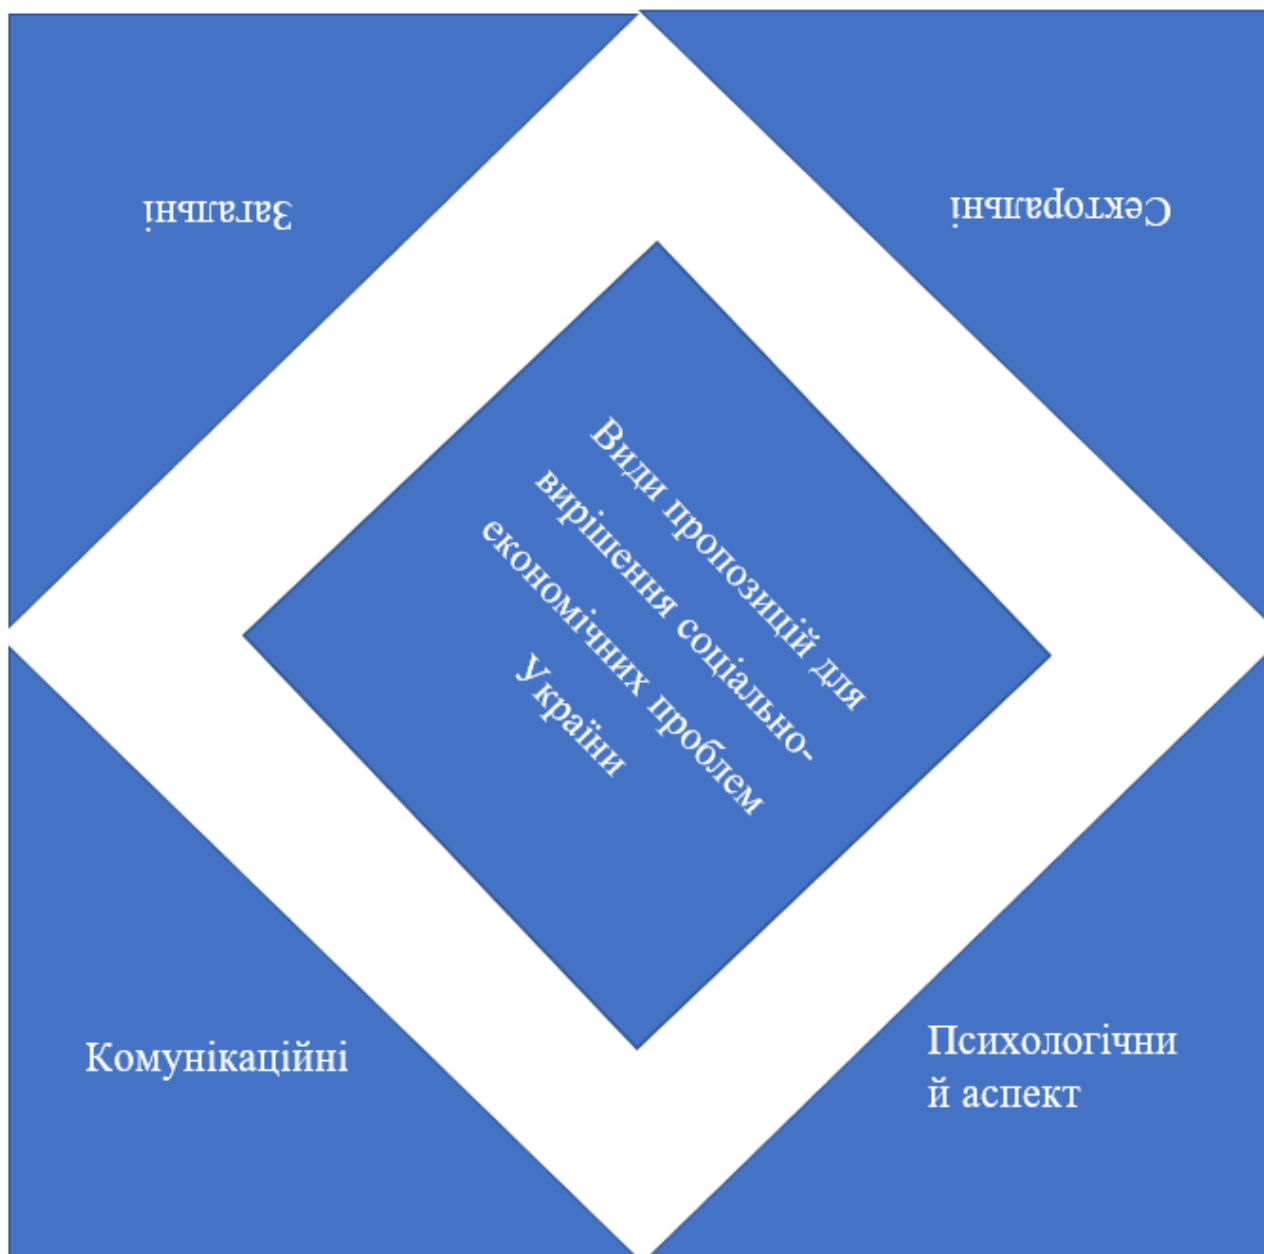 Загальні
Секторальні
Види пропозицій для
вирішення соціально-
економічних проблем
України
Комунікаційні
Психологічни
й аспект